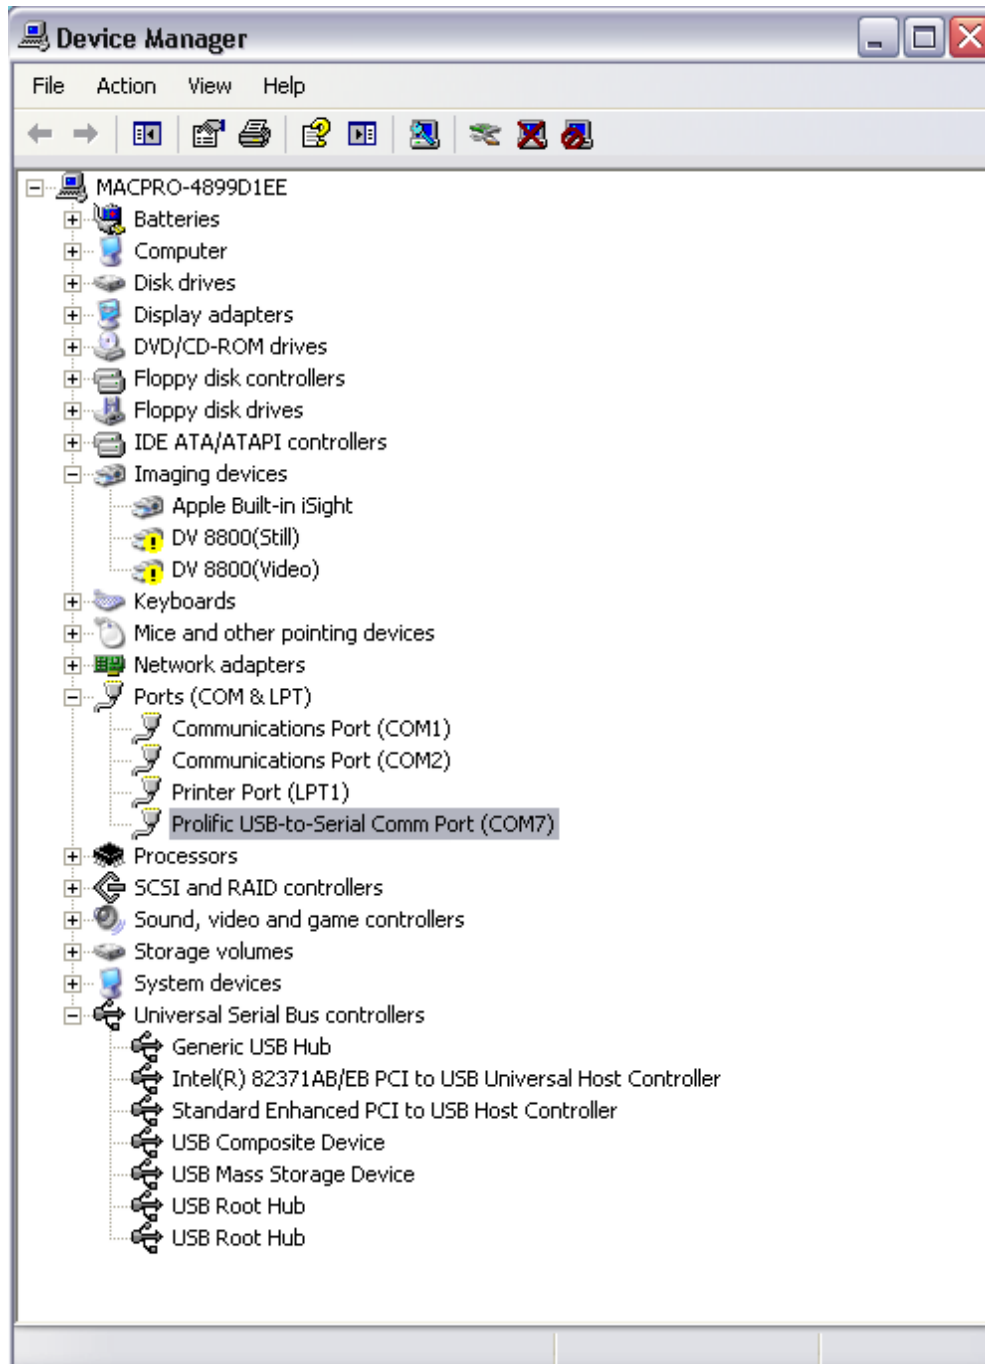 Device Manager
File Action View Help
MACPRO-4899D1EE
Batteries
Computer
Disk drives
Display adapters
DVD/CD-ROM drives
Floppy disk controllers
Floppy disk drives
IDE ATA/ATAPI controllers
Imaging devices
Apple Built-in iSight
DV 8800(Still)
DV 8800(Video)
Keyboards
Mice and other pointing devices
Network adapters
Ports (COM & LPT)
Communications Port (COM1)
Communications Port (COM2)
Printer Port (LPT1)
Prolific USB-to-Serial Comm Port (COM7)
Processors
SCSI and RAID controllers
Sound, video and game controllers
Storage volumes
System devices
Universal Serial Bus controllers
Generic USB Hub
Intel(R) 82371AB/EB PCI to USB Universal Host Controller
Standard Enhanced PCI to USB Host Controller
USB Composite Device
USB Mass Storage Device
USB Root Hub
USB Root Hub